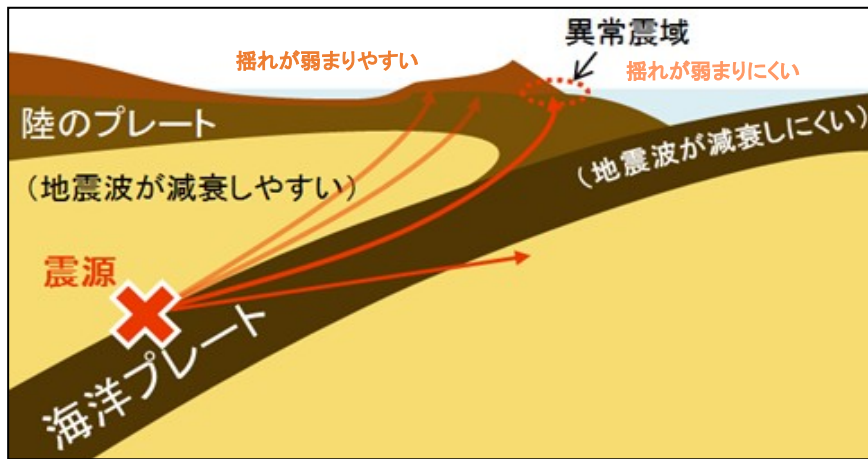 異常震域
揺れが弱まりやすい
揺れが弱まりにくい
陸のプレート
(地震波が減衰しにくい)
(地震波が減衰しやすい)
震源
海洋プレート